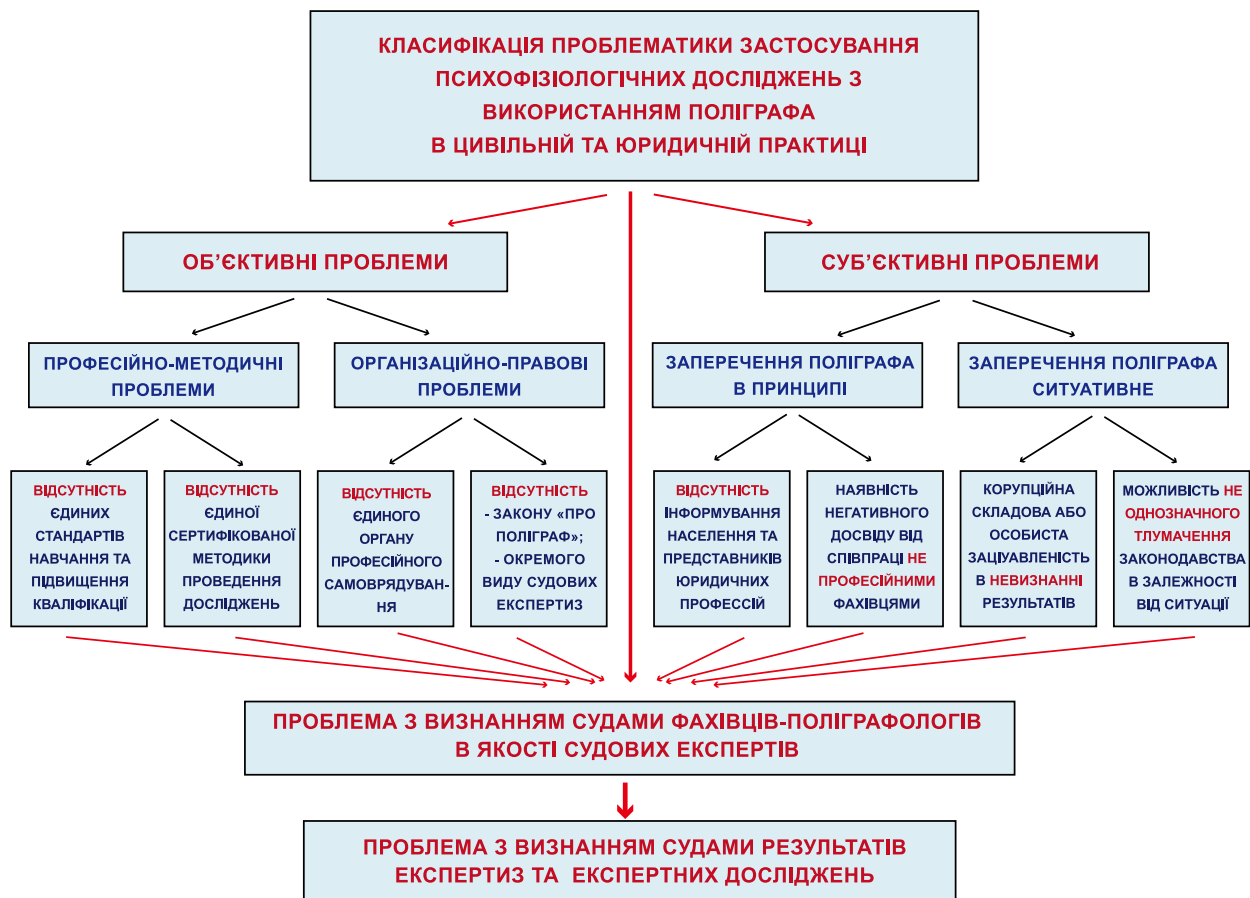 КЛАСИФІКАЦІЯ ПРОБЛЕМАТИКИ ЗАСТОСУВАННЯ
ПСИХОФІЗІОЛОГІЧНИХ ДОСЛІДЖЕНЬ З
ВИКОРИСТАННЯМ ПОЛІГРАФА
В ЦИВІЛЬНІЙ ТА ЮРИДИЧНІЙ ПРАКТИЦІ
ОБ’ЄКТИВНІ ПРОБЛЕМИ
СУБ’ЄКТИВНІ ПРОБЛЕМИ
ПРОФЕСІЙНО-МЕТОДИЧНІ
ПРОБЛЕМИ
ОРГАНІЗАЦІЙНО-ПРАВОВІ
ПРОБЛЕМИ
ЗАПЕРЕЧЕННЯ ПОЛІГРАФА
В ПРИНЦИПІ
ЗАПЕРЕЧЕННЯ ПОЛІГРАФА
СИТУАТИВНЕ
ВІДСУТНІСТЬ
ЄДИНИХ
СТАНДАРТІВ
НАВЧАННЯ ТА
ПІДВИЩЕННЯ
КВАЛІФІКАЦІЇ
ВІДСУТНІСТЬ
ЄДИНОЇ
СЕРТИФІКОВАНОЇ
МЕТОДИКИ
ПРОВЕДЕННЯ
ДОСЛІДЖЕНЬ
ВІДСУТНІСТЬ
ЄДИНОГО
ОРГАНУ
ПРОФЕСІЙНОГО
САМОВРЯДУВАН-
НЯ
ВІДСУТНІСТЬ
- ЗАКОНУ «ПРО
ПОЛІГРАФ»;
- ОКРЕМОГО
ВИДУ СУДОВИХ
ЕКСПЕРТИЗ
ВІДСУТНІСТЬ
ІНФОРМУВАННЯ
НАСЕЛЕННЯ ТА
ПРЕДСТАВНИКІВ
ЮРИДИЧНИХ
ПРОФЕССІЙ
НАЯВНІСТЬ
НЕГАТИВНОГО
ДОСВІДУ ВІД
СПІВПРАЦІ НЕ
ПРОФЕСІЙНИМИ
ФАХІВЦЯМИ
КОРУПЦІЙНА
СКЛАДОВА АБО
ОСОБИСТА
ЗАЦІУАВЛЕНІСТЬ
В НЕВИЗНАННІ
РЕЗУЛЬТАТІВ
МОЖЛИВІСТЬ НЕ
ОДНОЗНАЧНОГО
ТЛУМАЧЕННЯ
ЗАКОНОДАВСТВА
В ЗАЛЕЖНОСТІ
ВІД СИТУАЦІЇ
ПРОБЛЕМА З ВИЗНАННЯМ СУДАМИ ФАХІВЦІВ-ПОЛІГРАФОЛОГІВ
В ЯКОСТІ СУДОВИХ ЕКСПЕРТІВ
ПРОБЛЕМА З ВИЗНАННЯМ СУДАМИ РЕЗУЛЬТАТІВ
ЕКСПЕРТИЗ ТА ЕКСПЕРТНИХ ДОСЛІДЖЕНЬ